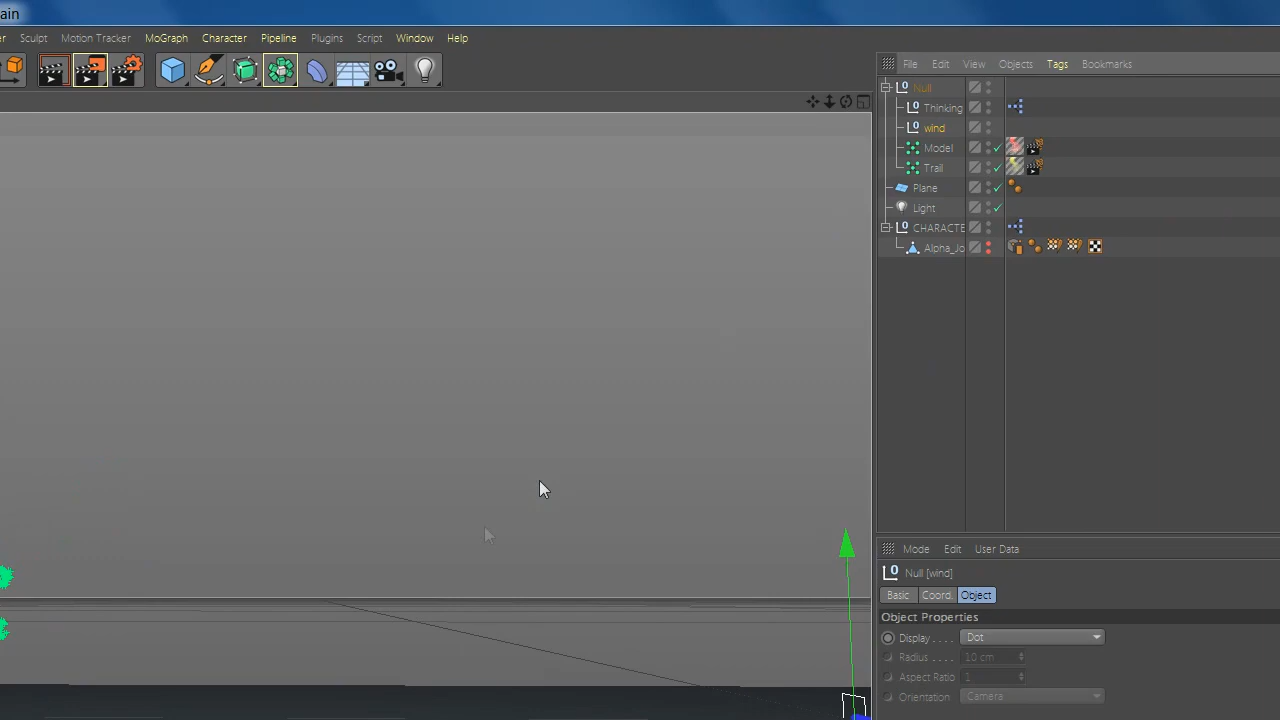 ain
er Sculpt Motion Tracker MoGraph Character Pipeline Plugins Script Window Help
File Edit View Objects Tags Bookmarks
Null
Thinking
wind
Model
Trail
Plane
Light
CHARACTE
Alpha_Jo
Mode Edit User Data
Null [wind]
Basic Coord. Object
Object Properties
Display . . . . Dot
Radius . . . . 10 cm
Aspect Ratio 1
Orientation Camera